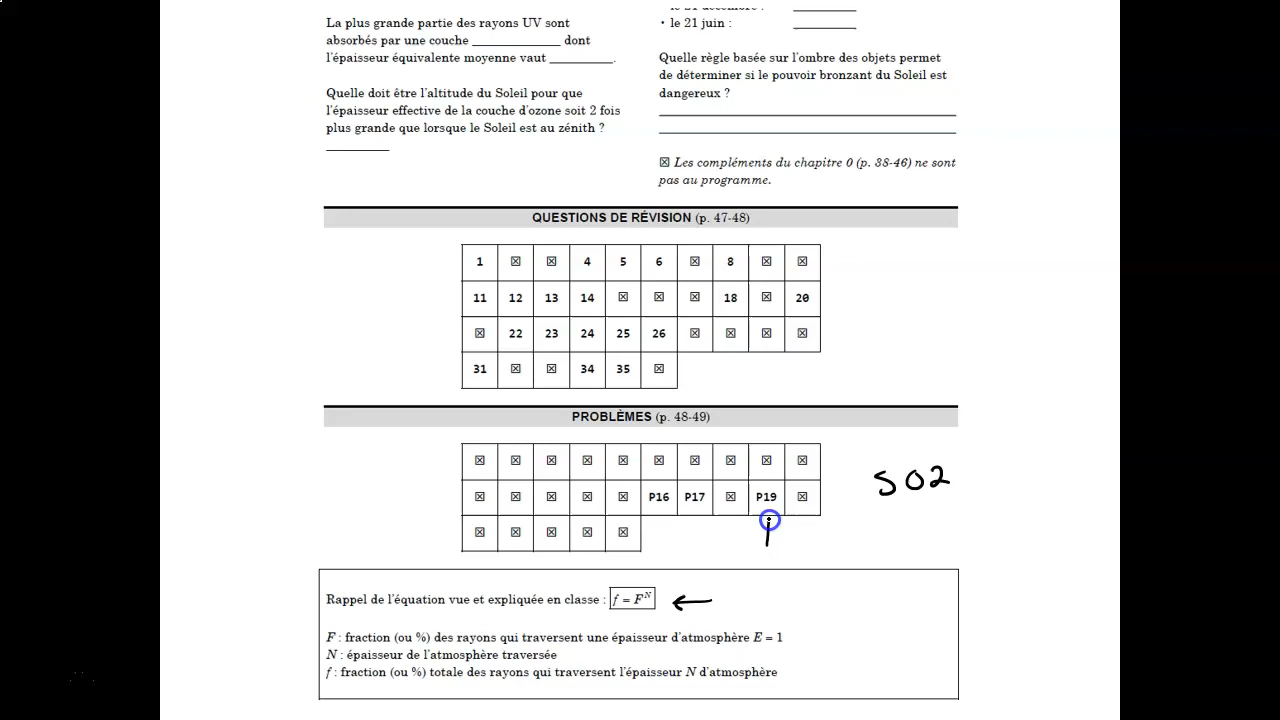 La plus grande partie des rayons UV sont
absorbés par une couche _____________ dont
l'épaisseur équivalente moyenne vaut _________.
Quelle doit être l'altitude du Soleil pour que
l'épaisseur effective de la couche d'ozone soit 2 fois
plus grande que lorsque le Soleil est au zénith ?
_________
le 21 décembre : _________
• le 21 juin : _________
Quelle règle basée sur l'ombre des objets permet
de déterminer si le pouvoir bronzant du Soleil est
dangereux ?
☒ Les compléments du chapitre 0 (p. 38-46) ne sont
pas au programme.
QUESTIONS DE RÉVISION (p. 47-48)
1 ☒ ☒ 4 5 6 ☒ 8 ☒ ☒
11 12 13 14 ☒ ☒ ☒ 18 ☒ 20
☒ 22 23 24 25 26 ☒ ☒ ☒ ☒
31 ☒ ☒ 34 35 ☒
PROBLÈMES (p. 48-49)
☒ ☒ ☒ ☒ ☒ ☒ ☒ ☒ ☒ ☒
☒ ☒ ☒ ☒ ☒ P16 P17 ☒ P19 ☒
☒ ☒ ☒ ☒ ☒
S02
Rappel de l'équation vue et expliquée en classe : f = F^N ←
F : fraction (ou %) des rayons qui traversent une épaisseur d'atmosphère E = 1
N : épaisseur de l'atmosphère traversée
f : fraction (ou %) totale des rayons qui traversent l'épaisseur N d'atmosphère